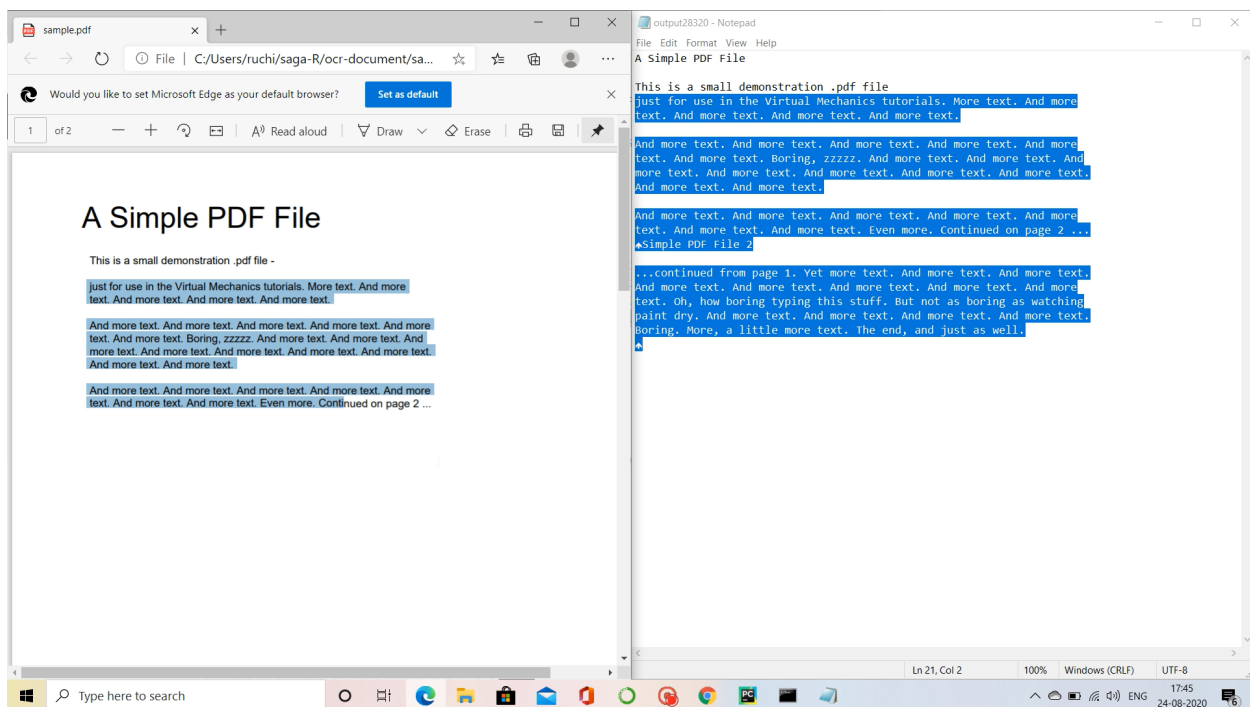 sample.pdf
File | C:/Users/ruchi/saga-R/ocr-document/sa...
Would you like to set Microsoft Edge as your default browser? Set as default
1 of 2 Read aloud Draw Erase
A Simple PDF File
This is a small demonstration .pdf file -
just for use in the Virtual Mechanics tutorials. More text. And more
text. And more text. And more text. And more text.
And more text. And more text. And more text. And more text. And more
text. And more text. Boring, zzzzz. And more text. And more text. And
more text. And more text. And more text. And more text. And more text.
And more text. And more text.
And more text. And more text. And more text. And more text. And more
text. And more text. And more text. Even more. Continued on page 2 ...
output28320 - Notepad
File Edit Format View Help
A Simple PDF File
This is a small demonstration .pdf file
just for use in the Virtual Mechanics tutorials. More text. And more
text. And more text. And more text. And more text.
And more text. And more text. And more text. And more text. And more
text. And more text. Boring, zzzzz. And more text. And more text. And
more text. And more text. And more text. And more text. And more text.
And more text. And more text.
And more text. And more text. And more text. And more text. And more
text. And more text. And more text. Even more. Continued on page 2 ...
Simple PDF File 2
...continued from page 1. Yet more text. And more text. And more text.
And more text. And more text. And more text. And more text. And more
text. Oh, how boring typing this stuff. But not as boring as watching
paint dry. And more text. And more text. And more text. And more text.
Boring. More, a little more text. The end, and just as well.
Ln 21, Col 2 100% Windows (CRLF) UTF-8
Type here to search
PC
ENG
17:45
24-08-2020
6